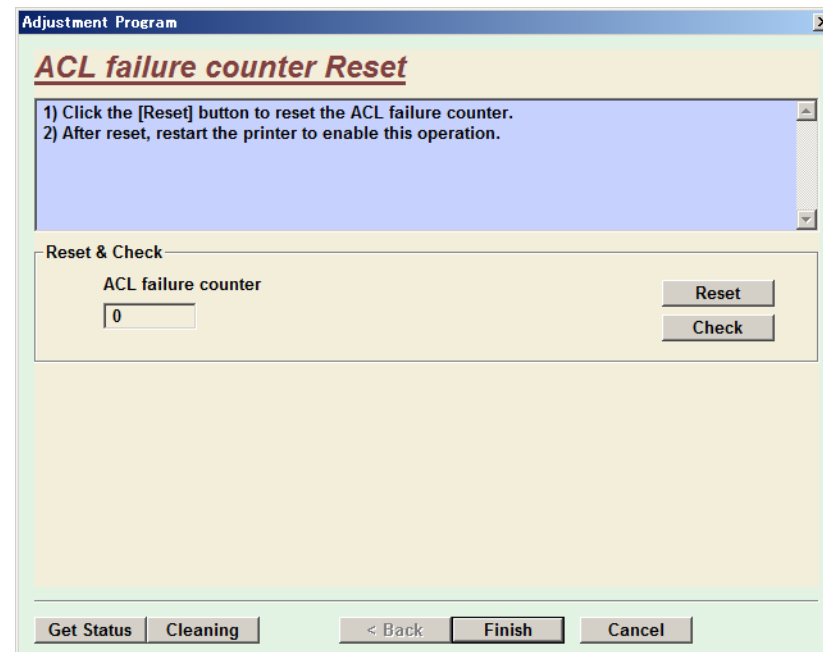 Adjustment Program
ACL failure counter Reset
1) Click the [Reset] button to reset the ACL failure counter.
2) After reset, restart the printer to enable this operation.
Reset & Check
ACL failure counter
0
Reset
Check
Get Status
Cleaning
< Back
Finish
Cancel